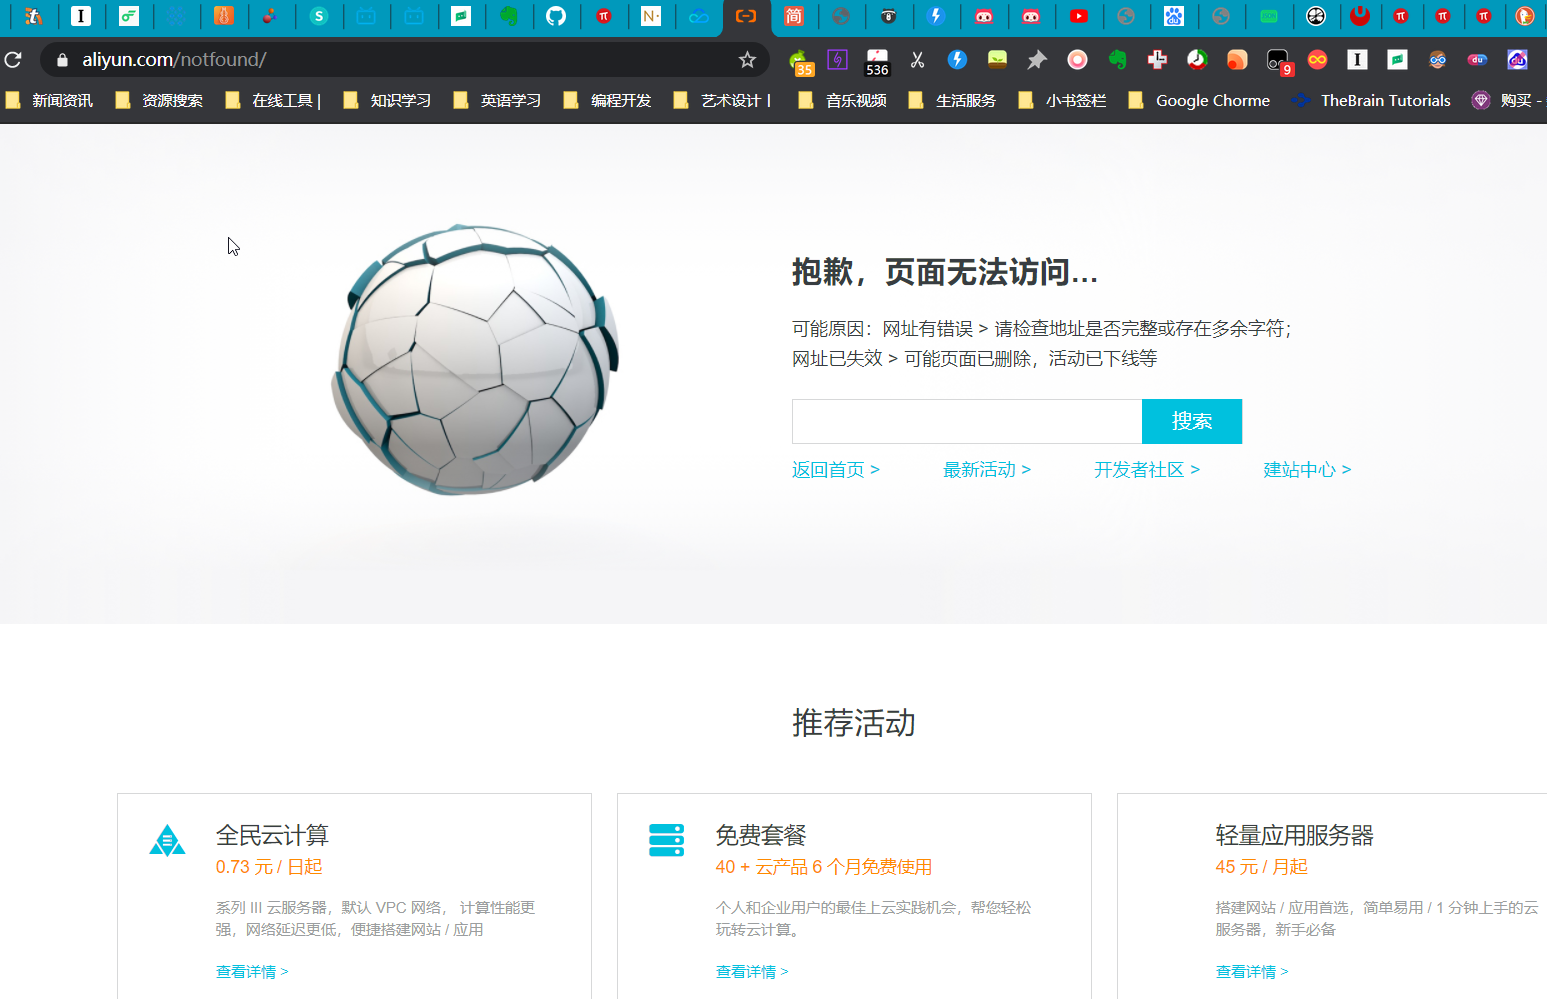 aliyun.com/notfound/
35
536
9
新闻资讯
资源搜索
在线工具 |
知识学习
英语学习
编程开发
艺术设计 |
音乐视频
生活服务
小书签栏
Google Chorme
TheBrain Tutorials
购买 -
抱歉，页面无法访问...
可能原因：网址有错误 > 请检查地址是否完整或存在多余字符；
网址已失效 > 可能页面已删除，活动已下线等
搜索
返回首页 >
最新活动 >
开发者社区 >
建站中心 >
推荐活动
全民云计算
0.73 元 / 日起
系列 III 云服务器，默认 VPC 网络， 计算性能更
强，网络延迟更低，便捷搭建网站 / 应用
查看详情 >
免费套餐
40 + 云产品 6 个月免费使用
个人和企业用户的最佳上云实践机会，帮您轻松
玩转云计算。
查看详情 >
轻量应用服务器
45 元 / 月起
搭建网站 / 应用首选，简单易用 / 1 分钟上手的云
服务器，新手必备
查看详情 >